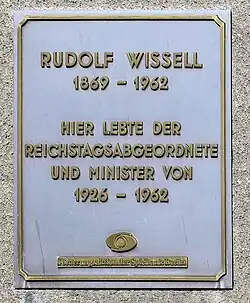 RUDOLF WISSELL
1869 – 1962
HIER LEBTE DER
REICHSTAGSABGEORDNETE
UND MINISTER VON
1926 – 1962